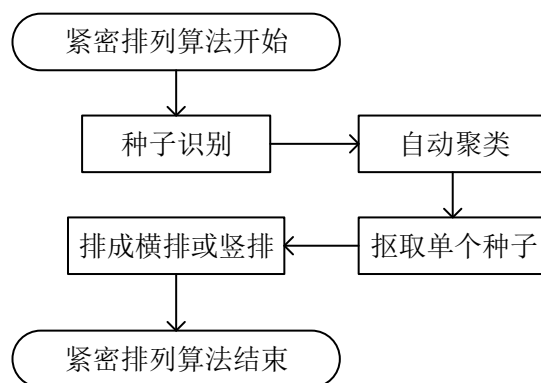 紧密排列算法开始
种子识别
自动聚类
抠取单个种子
排成横排或竖排
紧密排列算法结束